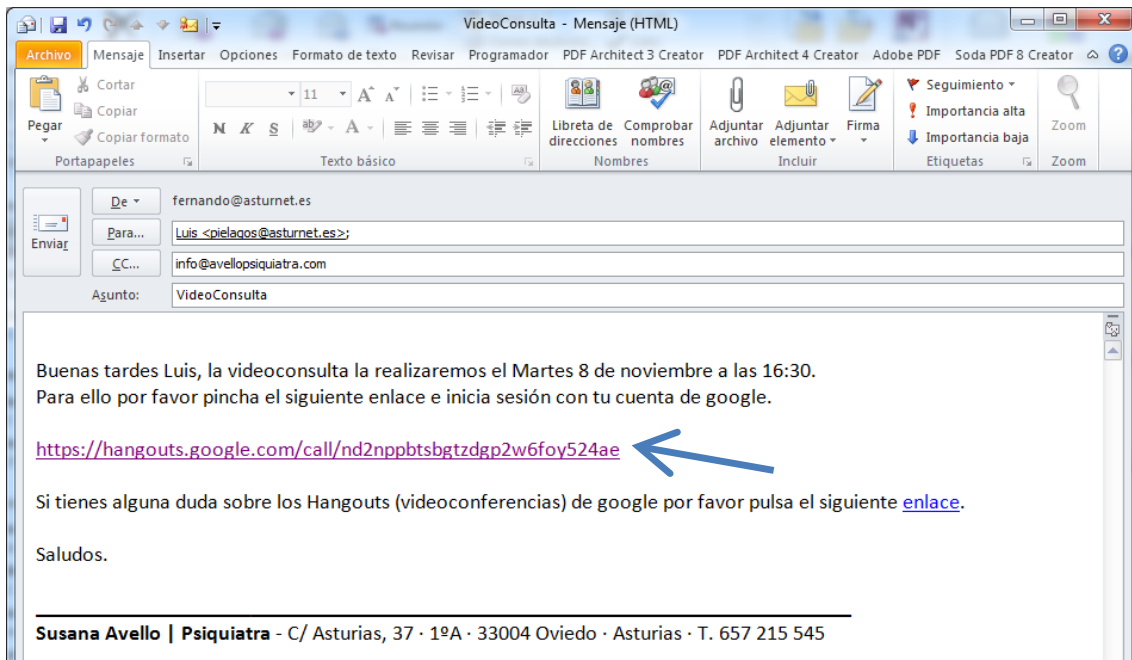 VideoConsulta - Mensaje (HTML)
Archivo Mensaje Insertar Opciones Formato de texto Revisar Programador PDF Architect 3 Creator PDF Architect 4 Creator Adobe PDF Soda PDF 8 Creator
Pegar
Cortar
Copiar
Copiar formato
Portapapeles
11
N K S
Texto básico
Libreta de direcciones
Comprobar nombres
Nombres
Adjuntar archivo
Adjuntar elemento
Firma
Incluir
Seguimiento
Importancia alta
Importancia baja
Etiquetas
Zoom
Zoom
Enviar
De fernando@asturnet.es
Para... Luis <pielagos@asturnet.es>;
CC... info@avellopsiquiatra.com
Asunto: VideoConsulta
Buenas tardes Luis, la videoconsulta la realizaremos el Martes 8 de noviembre a las 16:30.
Para ello por favor pincha el siguiente enlace e inicia sesión con tu cuenta de google.
https://hangouts.google.com/call/nd2nppbtsbgtzdgp2w6foy524ae
Si tienes alguna duda sobre los Hangouts (videoconferencias) de google por favor pulsa el siguiente enlace.
Saludos.
Susana Avello | Psiquiatra - C/ Asturias, 37 · 1ºA · 33004 Oviedo · Asturias · T. 657 215 545